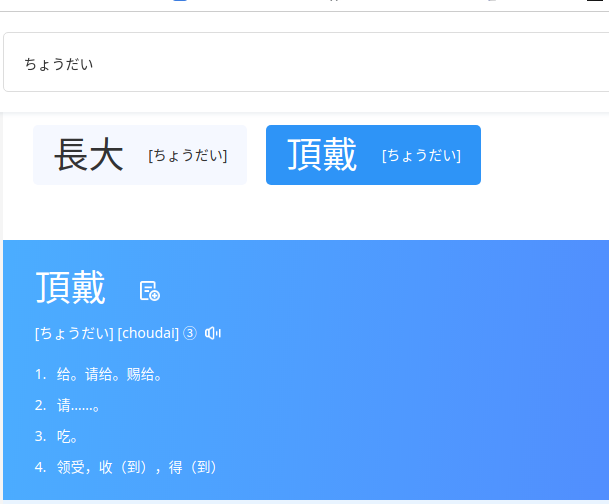 ちょうだい
長大 [ちょうだい] 頂戴 [ちょうだい]
頂戴
[ちょうだい] [choudai] ③
1. 给。请给。赐给。
2. 请……。
3. 吃。
4. 领受，收（到），得（到）